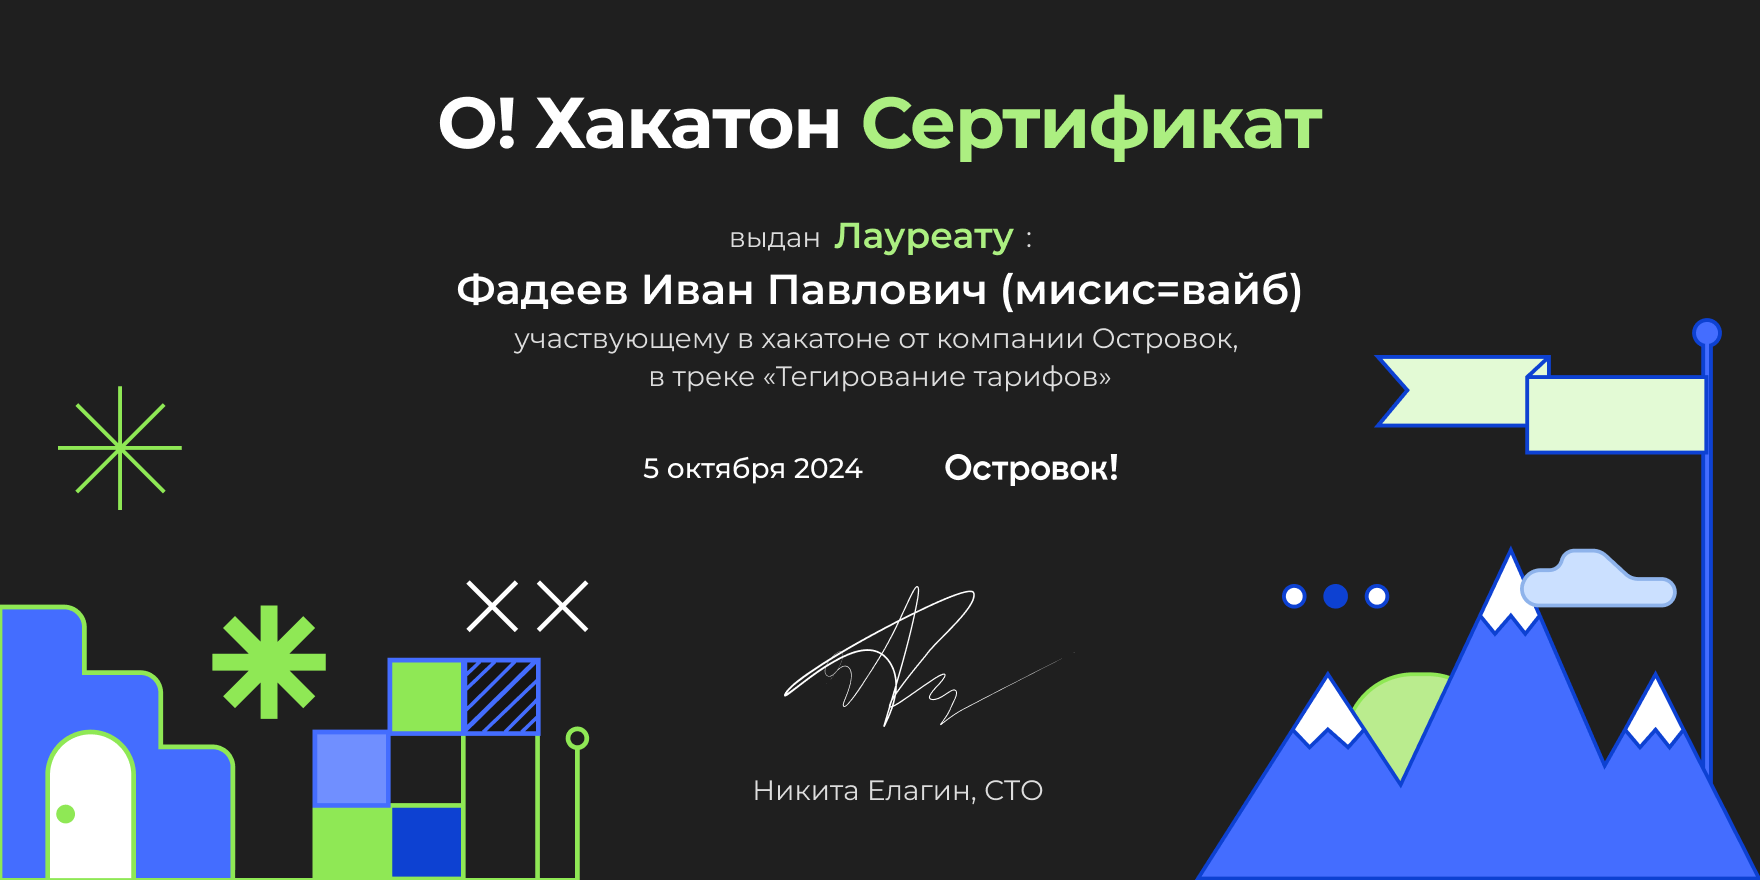 О! Хакатон Сертификат
выдан Лауреату :
Фадеев Иван Павлович (мисис=вайб)
участвующему в хакатоне от компании Островок,
в треке «Тегирование тарифов»
5 октября 2024 Островок!
Никита Елагин, СТО